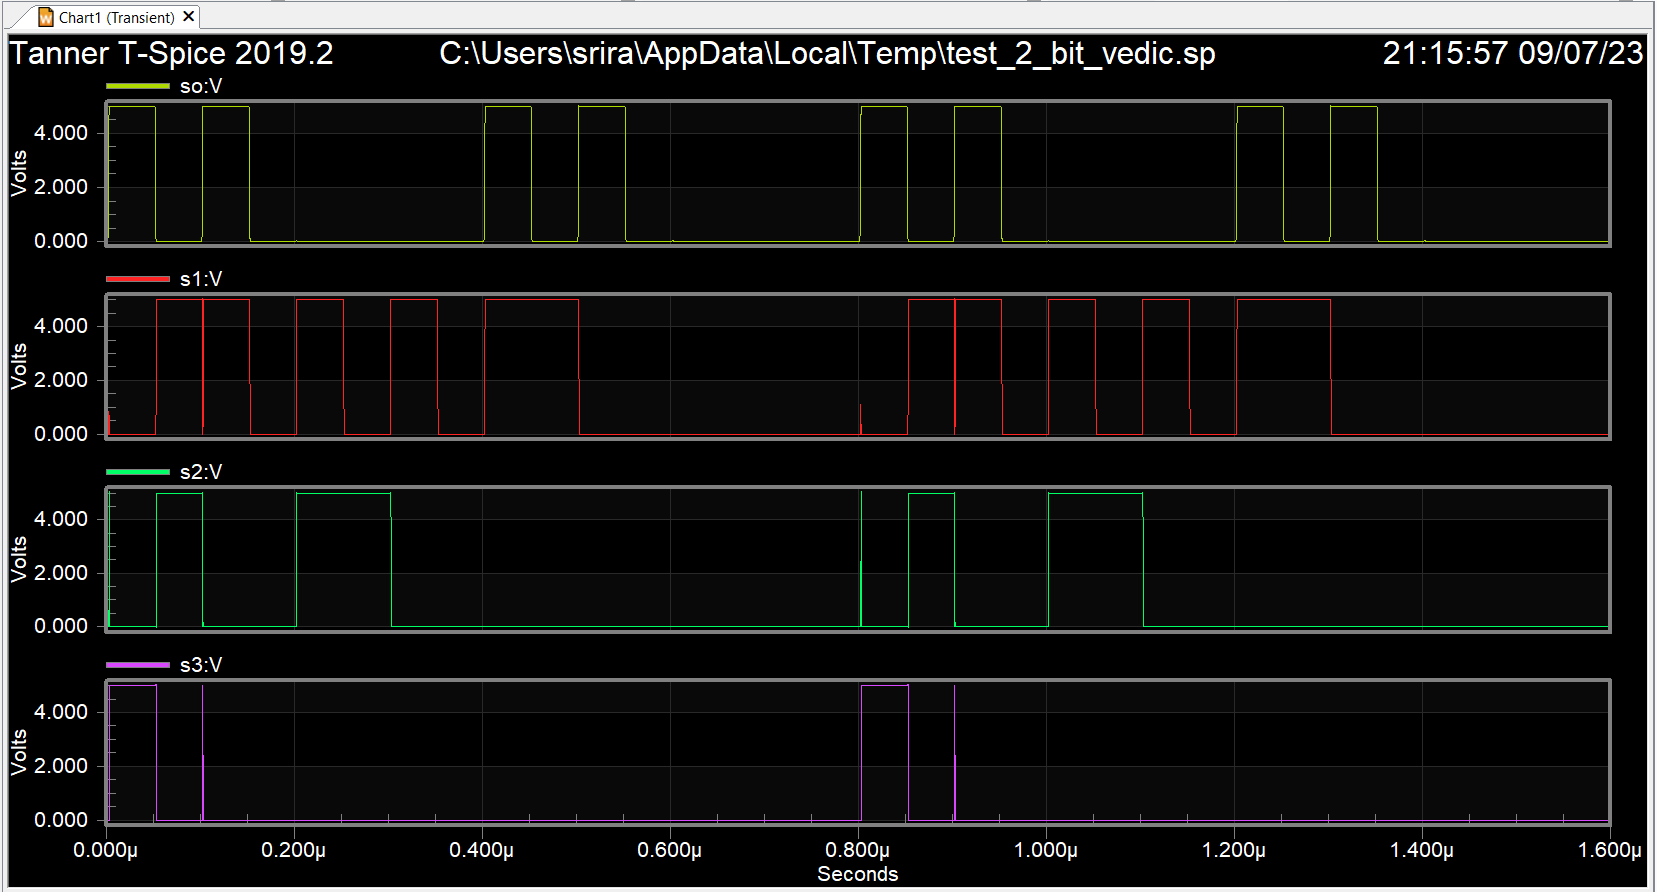 Chart1 (Transient)
Tanner T-Spice 2019.2 C:\Users\srira\AppData\Local\Temp\test_2_bit_vedic.sp 21:15:57 09/07/23
so:V
4.000
2.000
0.000
Volts
s1:V
4.000
2.000
0.000
Volts
s2:V
4.000
2.000
0.000
Volts
s3:V
4.000
2.000
0.000
Volts
0.000µ 0.200µ 0.400µ 0.600µ 0.800µ 1.000µ 1.200µ 1.400µ 1.600µ
Seconds